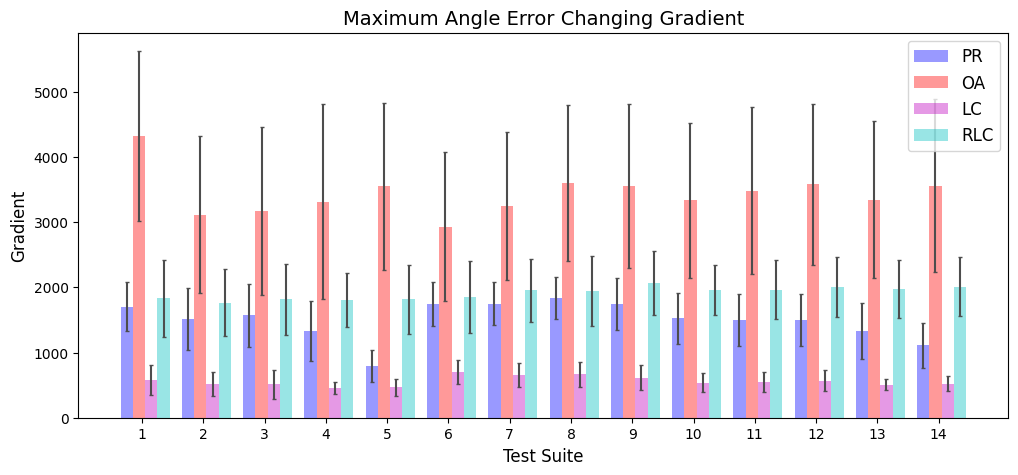 Maximum Angle Error Changing Gradient
Gradient
5000
4000
3000
2000
1000
0
PR
OA
LC
RLC
1 2 3 4 5 6 7 8 9 10 11 12 13 14
Test Suite